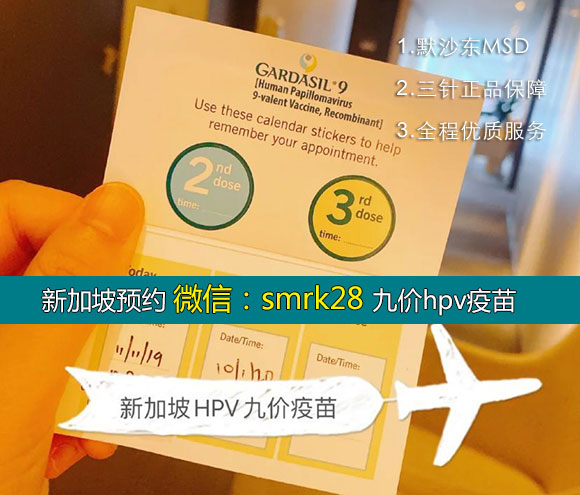 1.默沙东MSD
2.三针正品保障
3.全程优质服务
GARDASIL®9
[Human Papillomavirus
9-valent Vaccine, Recombinant]
Use these calendar stickers to help
remember your appointment.
2nd
dose
time:
3rd
dose
time:
新加坡预约 微信：smrk28 九价hpv疫苗
Date/Time:
Date/Time:
11/11/19
新加坡HPV九价疫苗